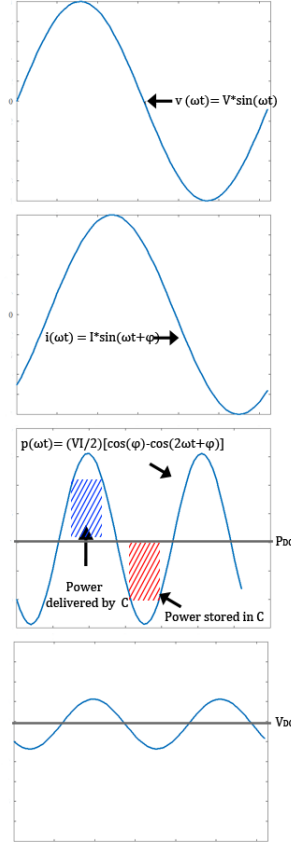 0
v (ωt)= V*sin(ωt)
0
i(ωt) = I*sin(ωt+φ)
p(ωt)= (VI/2)[cos(φ)-cos(2ωt+φ)]
PDC
Power
delivered by C
Power stored in C
VDC